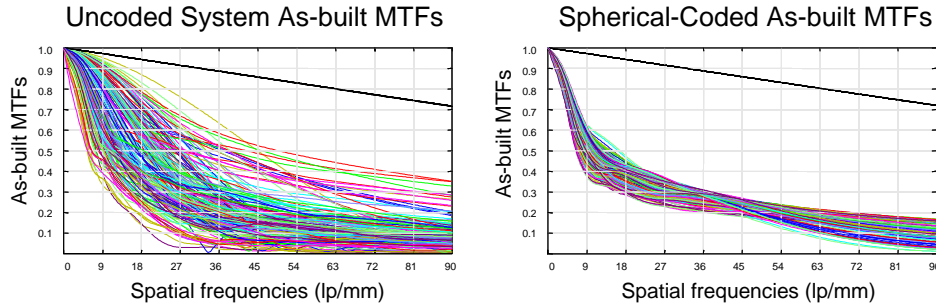 Uncoded System As-built MTFs
As-built MTFs
1.0
0.9
0.8
0.7
0.6
0.5
0.4
0.3
0.2
0 9 18 27 36 45 54 63 72 81 90
Spatial frequencies (lp/mm)
Spherical-Coded As-built MTFs
As-built MTFs
1.0
0.9
0.8
0.7
0.6
0.5
0.4
0.3
0.2
0 9 18 27 36 45 54 63 72 81 90
Spatial frequencies (lp/mm)